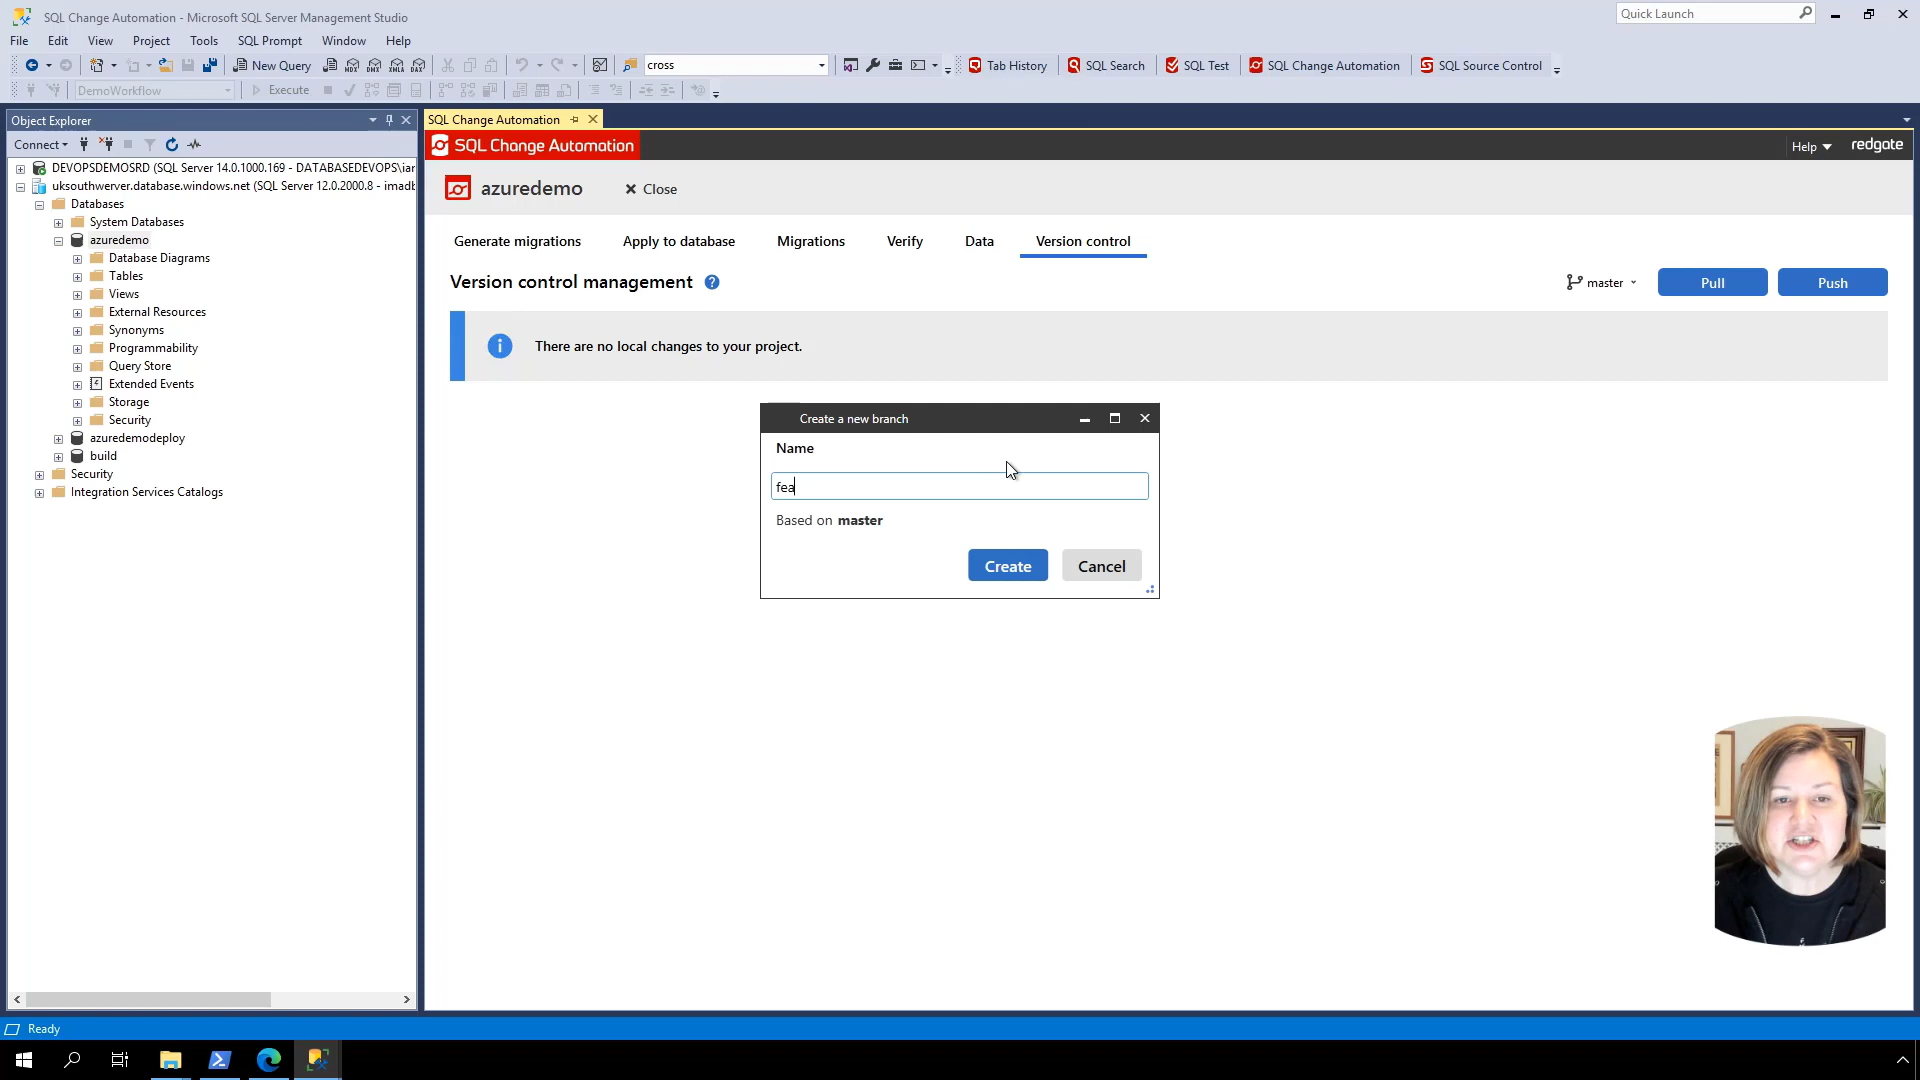 SQL Change Automation - Microsoft SQL Server Management Studio
Quick Launch
File Edit View Project Tools SQL Prompt Window Help
New Query
MDX DMX XMLA DAX
cross
Tab History SQL Search SQL Test SQL Change Automation SQL Source Control
DemoWorkflow
Execute
Object Explorer
Connect
DEVOPSDEMOSRD (SQL Server 14.0.1000.169 - DATABASEDEVOPS\iar
uksouthwerver.database.windows.net (SQL Server 12.0.2000.8 - imadb
Databases
System Databases
azuredemo
Database Diagrams
Tables
Views
External Resources
Synonyms
Programmability
Query Store
Extended Events
Storage
Security
azuredemodeploy
build
Security
Integration Services Catalogs
SQL Change Automation
SQL Change Automation
Help
redgate
azuredemo
Close
Generate migrations Apply to database Migrations Verify Data Version control
Version control management ?
master
Pull
Push
i There are no local changes to your project.
Create a new branch
Name
fea
Based on master
Create
Cancel
Ready